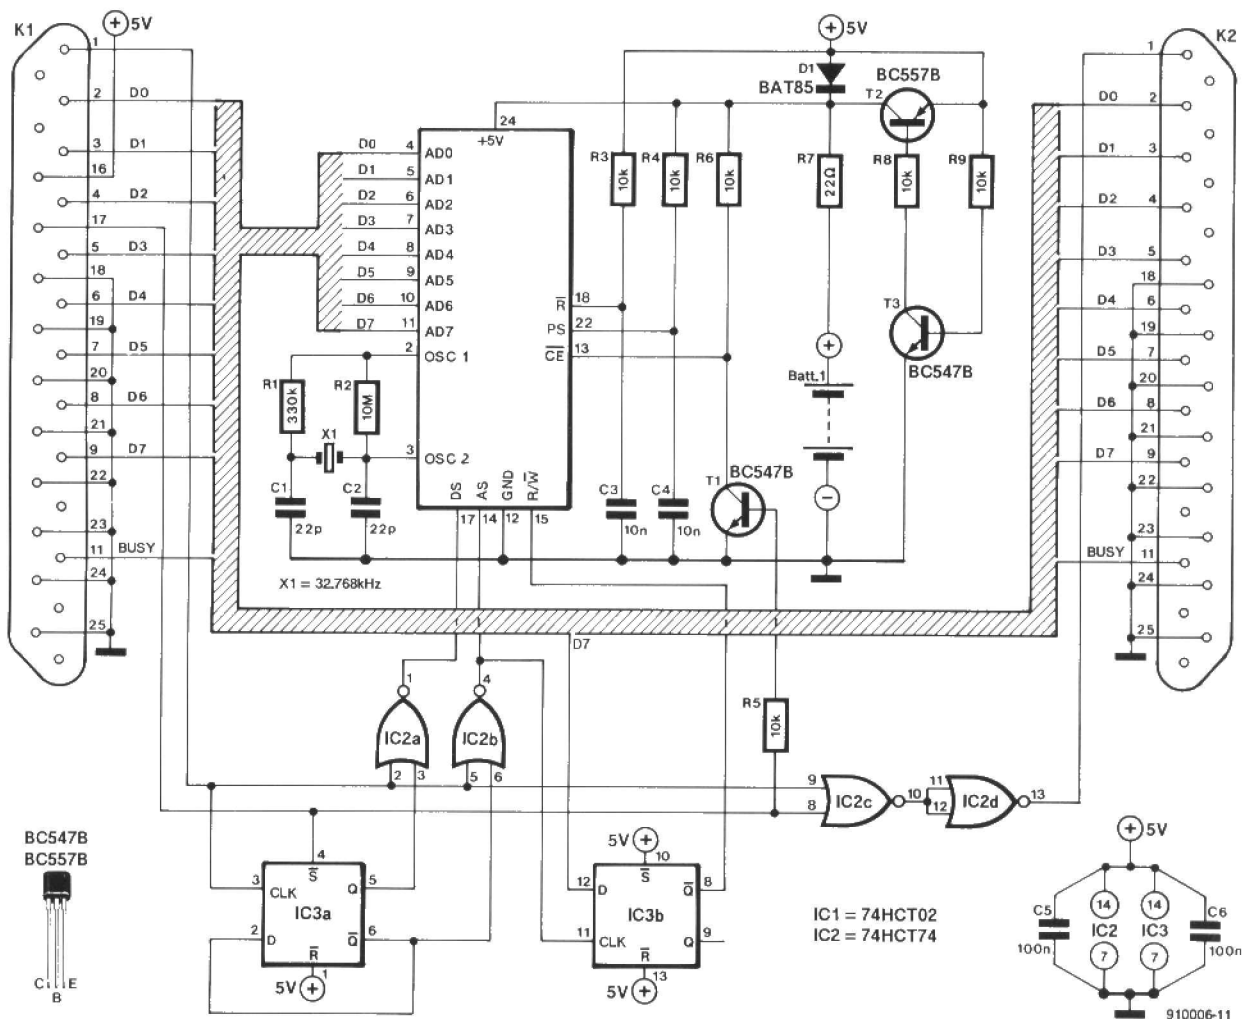 K1
5V
1
2 D0
3 D1
16
4 D2
17
5 D3
18
6 D4
19
7 D5
20
8 D6
21
9 D7
22
23
11 BUSY
24
25
24
+5V
D0 4 AD0
D1 5 AD1
D2 6 AD2
D3 7 AD3
D4 8 AD4
D5 9 AD5
D6 10 AD6
D7 11 AD7
2 OSC 1
3 OSC 2
R 18
PS 22
CE 13
DS AS GND R/W
17 14 12 15
R1 330k
R2 10M
X1
C1 22p
C2 22p
X1 = 32.768kHz
5V
D1
BAT85
BC557B
T2
R3 10k
R4 10k
R6 10k
R7 22Ω
R8 10k
R9 10k
T3
BC547B
Batt.1
C3 10n
C4 10n
T1
BC547B
K2
1
D0 2
D1 3
D2 4
D3 5
18
D4 6
19
D5 7
20
D6 8
21
D7 9
22
23
BUSY 11
24
25
D7
1 4
IC2a IC2b
2 3 5 6
R5 10k
9
8
IC2c
10
11
12
IC2d
13
BC547B
BC557B
C E
B
4
S
3 CLK
Q 5
IC3a
2 D
Q 6
R
1
5V
5V
10
S
12 D
Q 8
IC3b
11 CLK
Q 9
R
13
5V
IC1 = 74HCT02
IC2 = 74HCT74
5V
C5 100n
14 14
IC2 IC3
7 7
C6 100n
910006-11